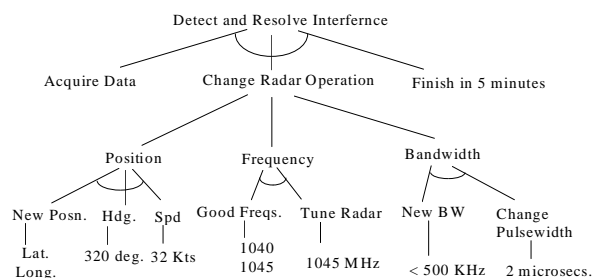 Detect and Resolve Interfernce
Acquire Data
Change Radar Operation
Finish in 5 minutes
Position
Frequency
Bandwidth
New Posn.
Hdg.
Spd
Good Freqs.
Tune Radar
New BW
Change
Pulsewidth
Lat.
Long.
320 deg.
32 Kts
1040
1045
1045 MHz
< 500 KHz
2 microsecs.